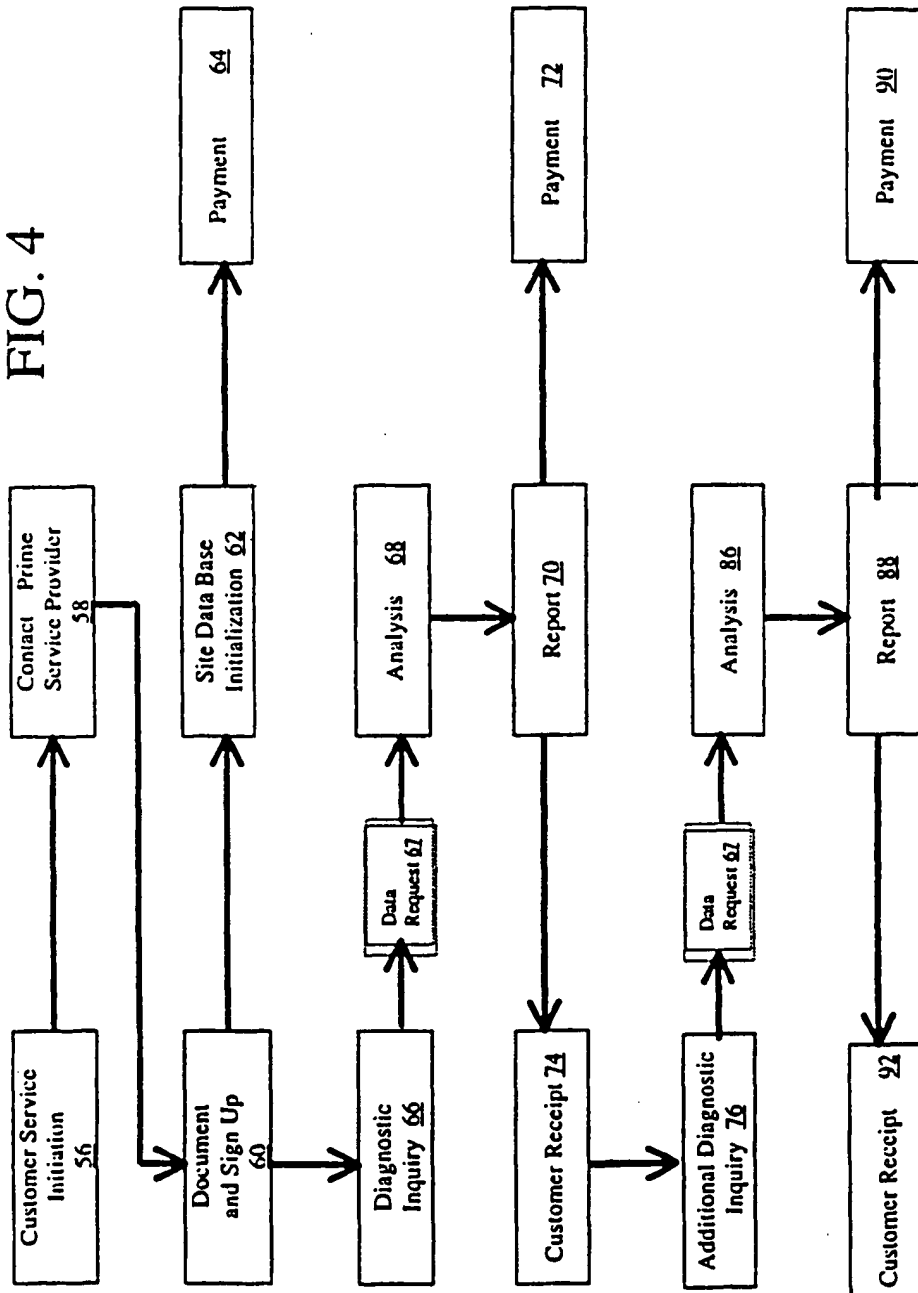 FIG. 4
Customer Service
Initiation
56
Contact Prime
Service Provider
58
Document
and Sign Up
60
Site Data Base
Initialization 62
Payment 64
Diagnostic
Inquiry 66
Data
Request 67
Analysis 68
Report 70
Payment 72
Customer Receipt 74
Additional Diagnostic
Inquiry 76
Data
Request 67
Analysis 86
Report 88
Payment 90
Customer Receipt 92